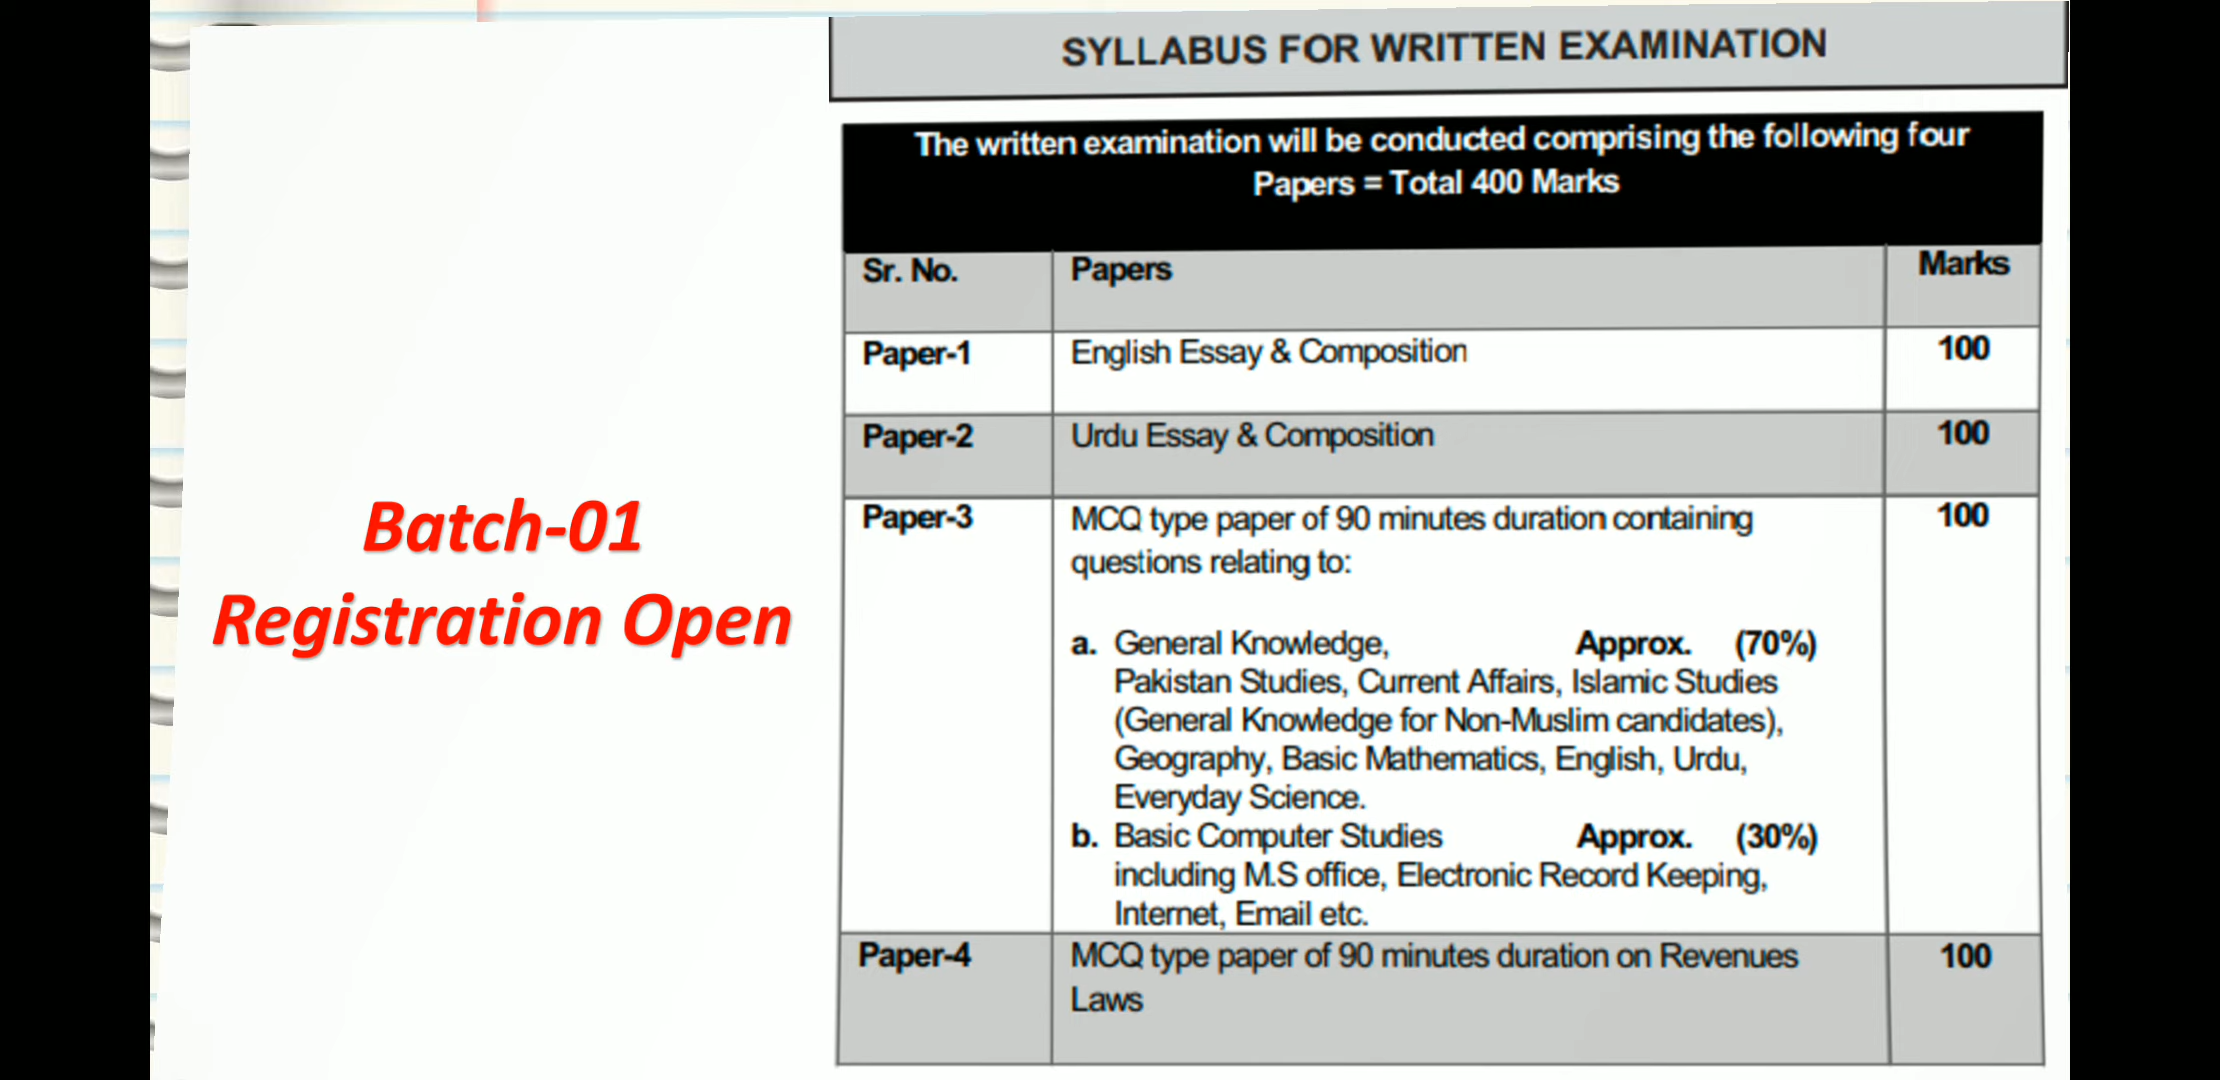 Batch-01
Registration Open
SYLLABUS FOR WRITTEN EXAMINATION
The written examination will be conducted comprising the following four
Papers = Total 400 Marks
Sr. No. Papers Marks
Paper-1 English Essay & Composition 100
Paper-2 Urdu Essay & Composition 100
Paper-3 MCQ type paper of 90 minutes duration containing 100
questions relating to:
a. General Knowledge, Approx. (70%)
Pakistan Studies, Current Affairs, Islamic Studies
(General Knowledge for Non-Muslim candidates),
Geography, Basic Mathematics, English, Urdu,
Everyday Science.
b. Basic Computer Studies Approx. (30%)
including M.S office, Electronic Record Keeping,
Internet, Email etc.
Paper-4 MCQ type paper of 90 minutes duration on Revenues 100
Laws